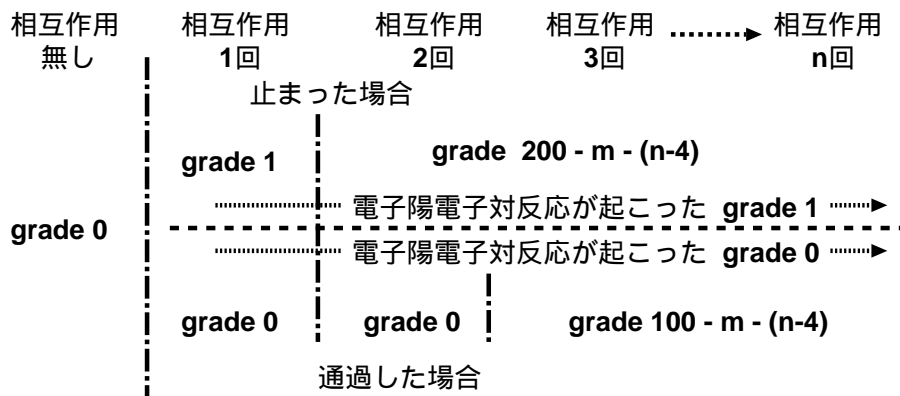 相互作用 相互作用 相互作用 相互作用 相互作用
無し 1回 2回 3回 n回
止まった場合
grade 1 grade 200 - m - (n-4)
電子陽電子対反応が起こった grade 1
grade 0
電子陽電子対反応が起こった grade 0
grade 0 grade 0 grade 100 - m - (n-4)
通過した場合